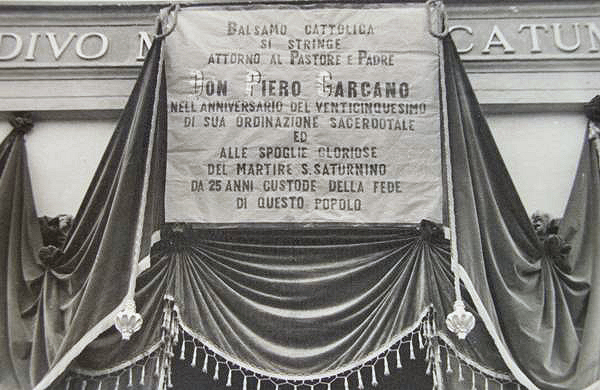 DIVO M CATUM
BALSAMO CATTOLICA
SI STRINGE
ATTORNO AL PASTORE E PADRE
DON PIERO CARCANO
NELL'ANNIVERSARIO DEL VENTICINQUESIMO
DI SUA ORDINAZIONE SACERDOTALE
ED
ALLE SPOGLIE GLORIOSE
DEL MARTIRE S. SATURNINO
DA 25 ANNI CUSTODE DELLA FEDE
DI QUESTO POPOLO